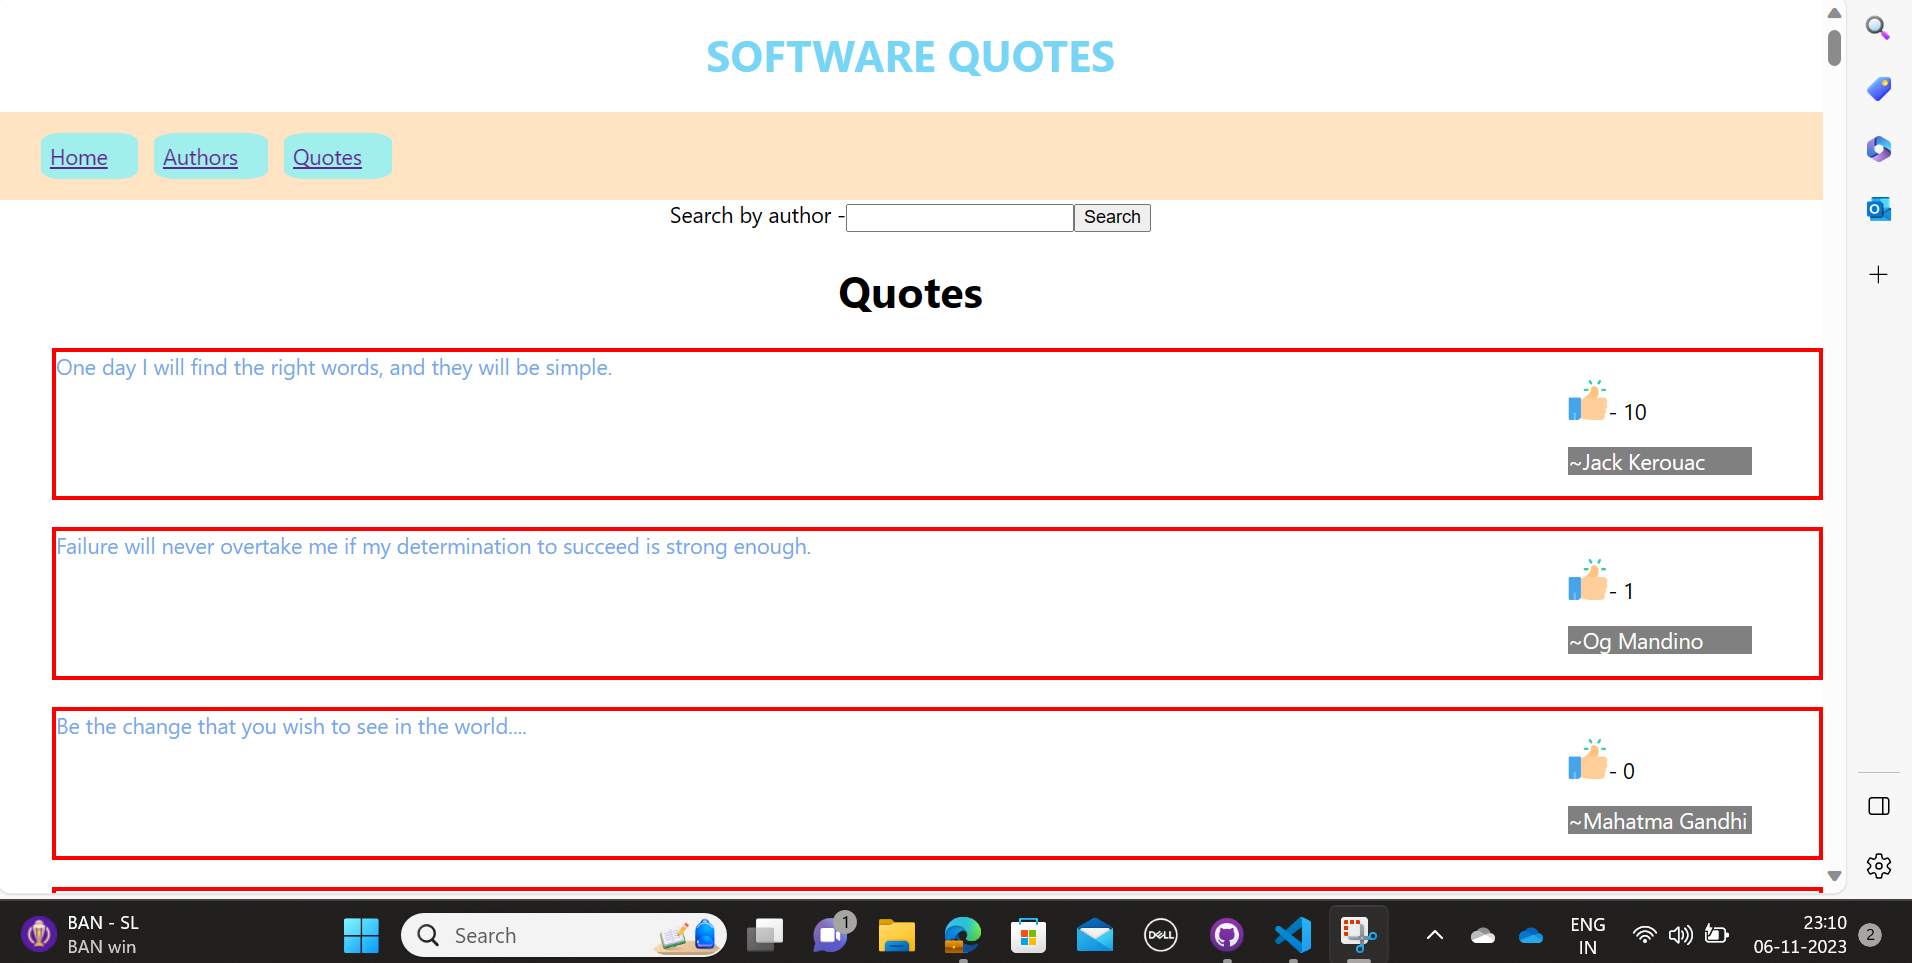 SOFTWARE QUOTES
Home Authors Quotes
Search by author - Search
Quotes
One day I will find the right words, and they will be simple.
- 10
~Jack Kerouac
Failure will never overtake me if my determination to succeed is strong enough.
- 1
~Og Mandino
Be the change that you wish to see in the world....
- 0
~Mahatma Gandhi
BAN - SL
BAN win
Search
1
DELL
ENG
IN
23:10
06-11-2023
2